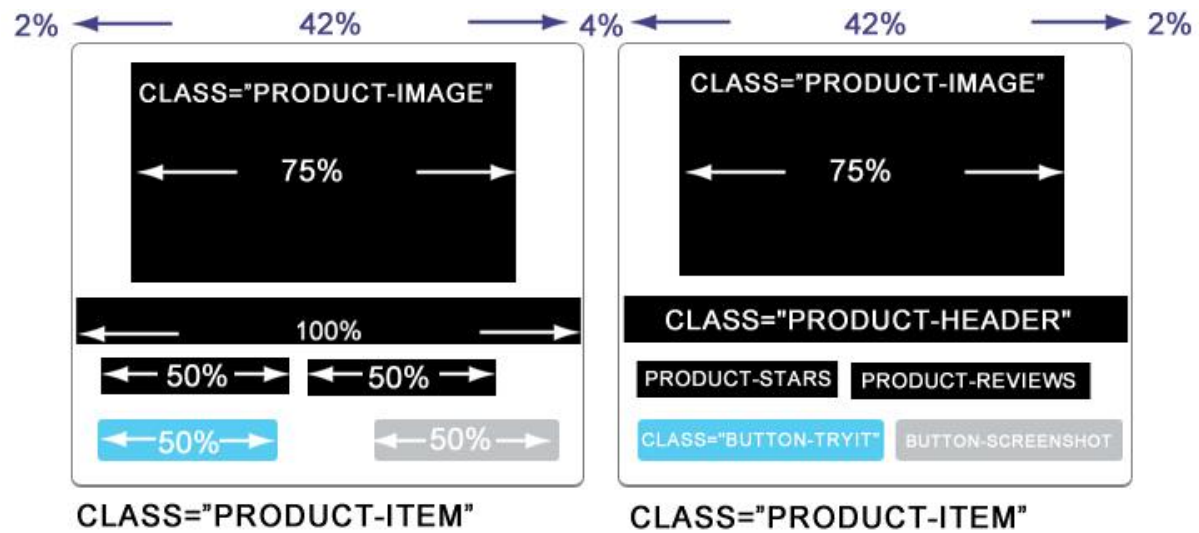 2% 42% 4% 42% 2%
CLASS="PRODUCT-IMAGE"
75%
100%
50% 50%
50% 50%
CLASS="PRODUCT-ITEM"
CLASS="PRODUCT-IMAGE"
75%
CLASS="PRODUCT-HEADER"
PRODUCT-STARS PRODUCT-REVIEWS
CLASS="BUTTON-TRYIT" BUTTON-SCREENSHOT
CLASS="PRODUCT-ITEM"